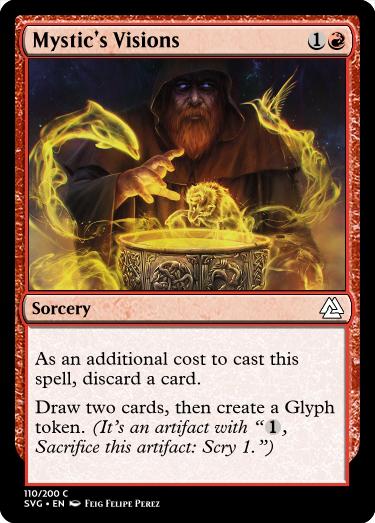 Mystic's Visions 1
Sorcery
As an additional cost to cast this
spell, discard a card.
Draw two cards, then create a Glyph
token. (It's an artifact with “1,
Sacrifice this artifact: Scry 1.”)
110/200 C
SVG • EN Feig Felipe Perez